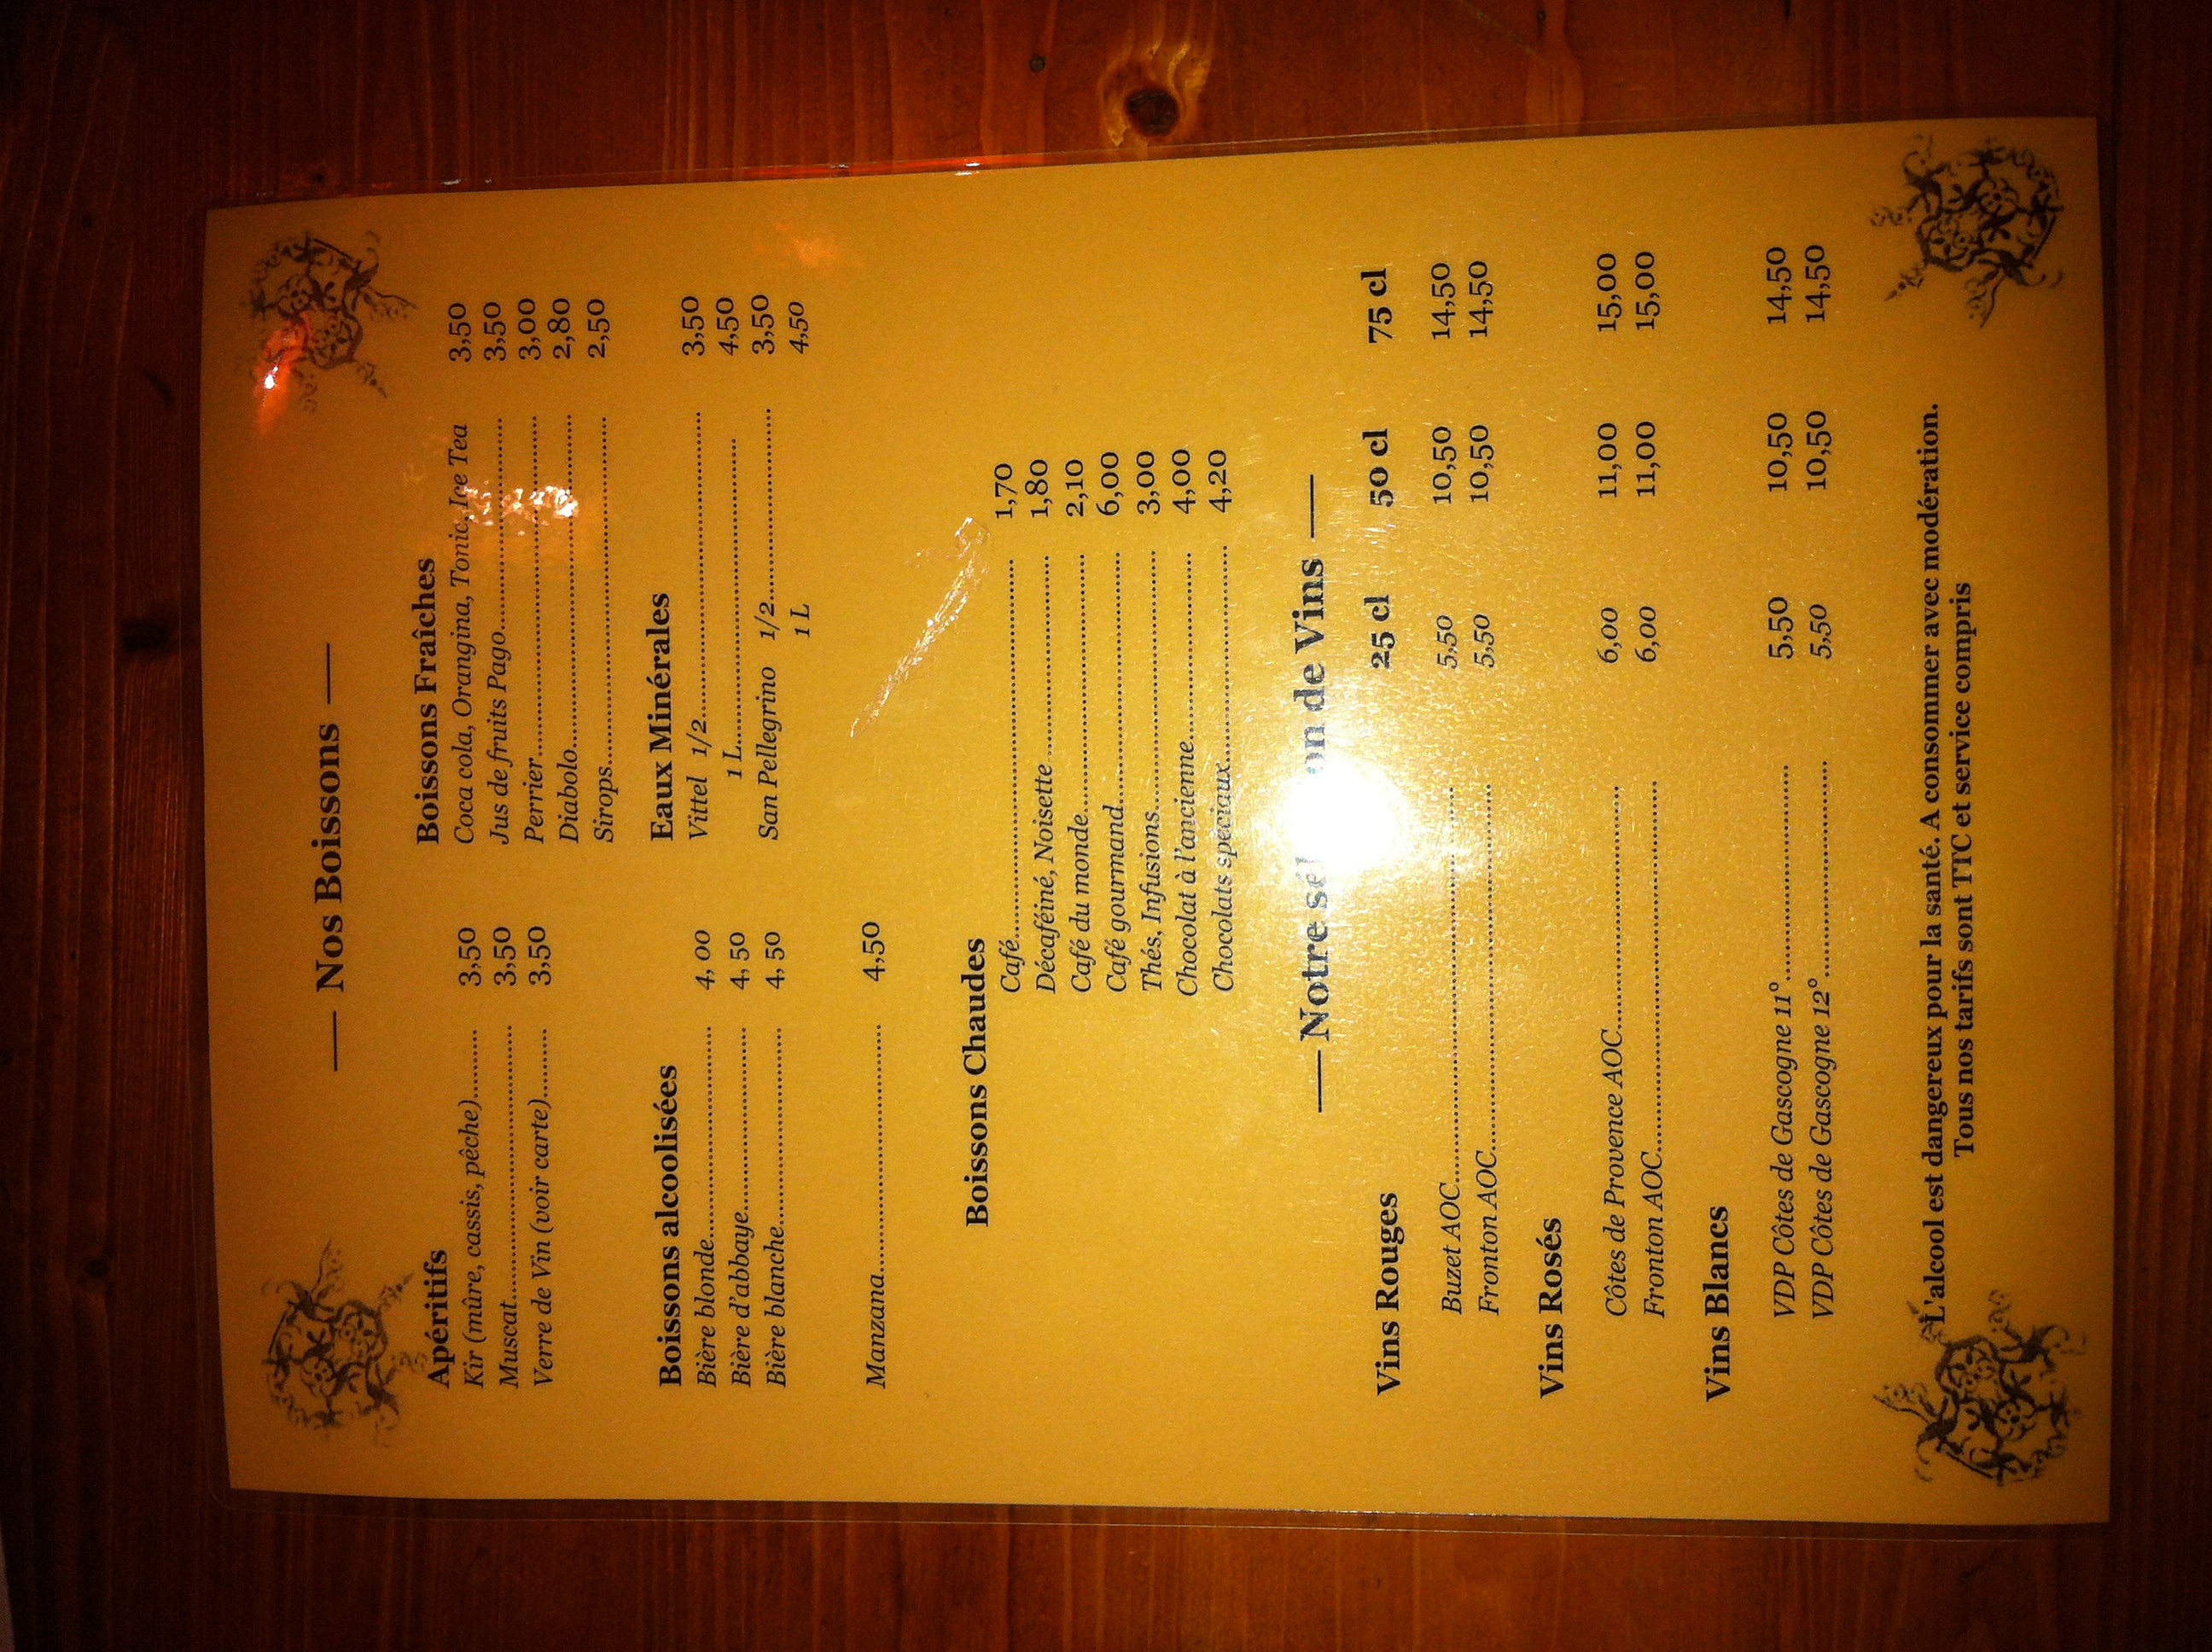 — Nos Boissons —
Apéritifs
Kir (mûre, cassis, pêche).......... 3,50
Muscat....................................... 3,50
Verre de Vin (voir carte).......... 3,50
Boissons Fraîches
Coca cola, Orangina, Tonic, Ice Tea 3,50
Jus de fruits Pago.............................. 3,50
Perrier................................................ 3,00
Diabolo............................................... 2,80
Sirops................................................. 2,50
Boissons alcoolisées
Bière blonde.............................. 4, 00
Bière d'abbaye.......................... 4, 50
Bière blanche............................ 4, 50
Manzana................................... 4,50
Eaux Minérales
Vittel 1/2........................................... 3,50
1 L........................................... 4,50
San Pellegrino 1/2........................... 3,50
1 L 4,50
Boissons Chaudes
Café...................................................... 1,70
Décaféiné, Noisette............................. 1,80
Café du monde..................................... 2,10
Café gourmand.................................... 6,00
Thés, Infusions..................................... 3,00
Chocolat à l'ancienne........................... 4,00
Chocolats spéciaux............................... 4,20
— Notre de Vins —
Vins Rouges 25 cl 50 cl 75 cl
Buzet AOC........................................................ 5,50 10,50 14,50
Fronton AOC.................................................... 5,50 10,50 14,50
Vins Rosés
Côtes de Provence AOC.................................. 6,00 11,00 15,00
Fronton AOC.................................................... 6,00 11,00 15,00
Vins Blancs
VDP Côtes de Gascogne 11°.............................. 5,50 10,50 14,50
VDP Côtes de Gascogne 12°.............................. 5,50 10,50 14,50
L'alcool est dangereux pour la santé. A consommer avec modération.
Tous nos tarifs sont TTC et service compris